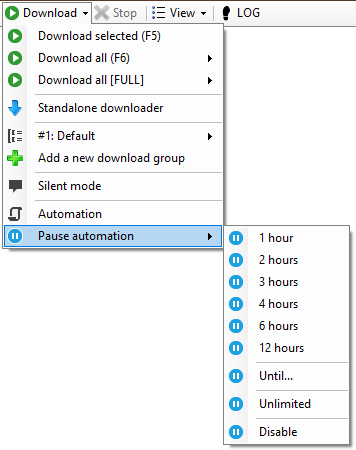 Download Stop View LOG
Download selected (F5)
Download all (F6)
Download all [FULL]
Standalone downloader
#1: Default
Add a new download group
Silent mode
Automation
Pause automation
1 hour
2 hours
3 hours
4 hours
6 hours
12 hours
Until...
Unlimited
Disable